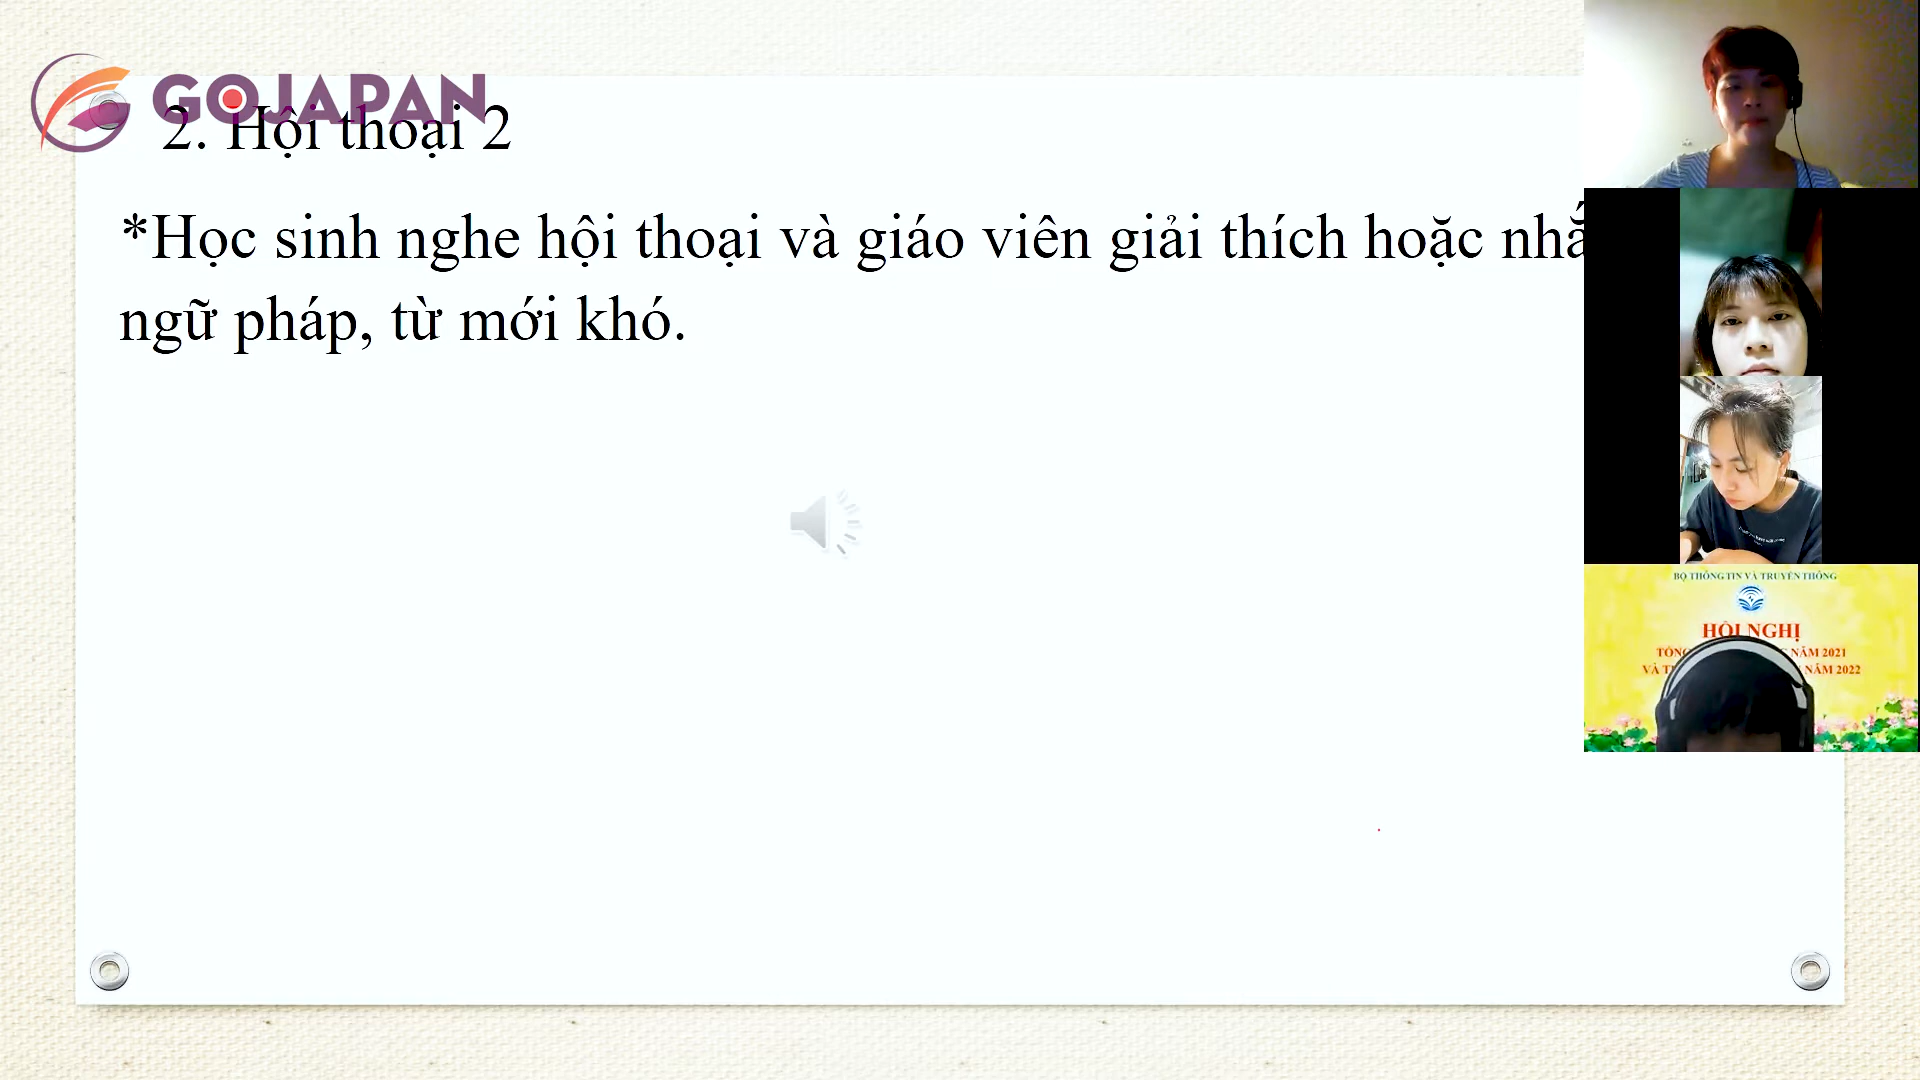 GOJAPAN
2. Hội thoại 2
*Học sinh nghe hội thoại và giáo viên giải thích hoặc
ngữ pháp, từ mới khó.
BỘ THÔNG TIN VÀ TRUYỀN THÔNG
HỘI NGHỊ
NĂM 2021
VÀ NĂM 2022